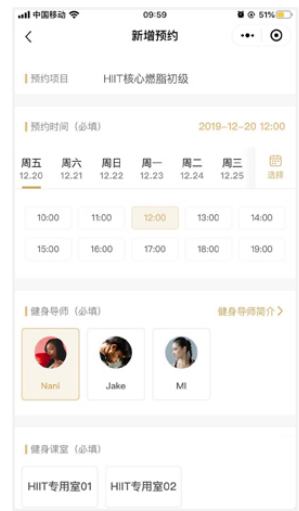 中国移动 09:59 51%
新增预约
预约项目 HIIT核心燃脂初级
预约时间（必填） 2019-12-20 12:00
周五 周六 周日 周一 周二 周三
12.20 12.21 12.22 12.23 12.24 12.25 选择
10:00 11:00 12:00 13:00 14:00
15:00 16:00 17:00 18:00 19:00
健身导师（必填） 健身导师简介
Nani Jake MI
健身课室（必填）
HIIT专用室01 HIIT专用室02